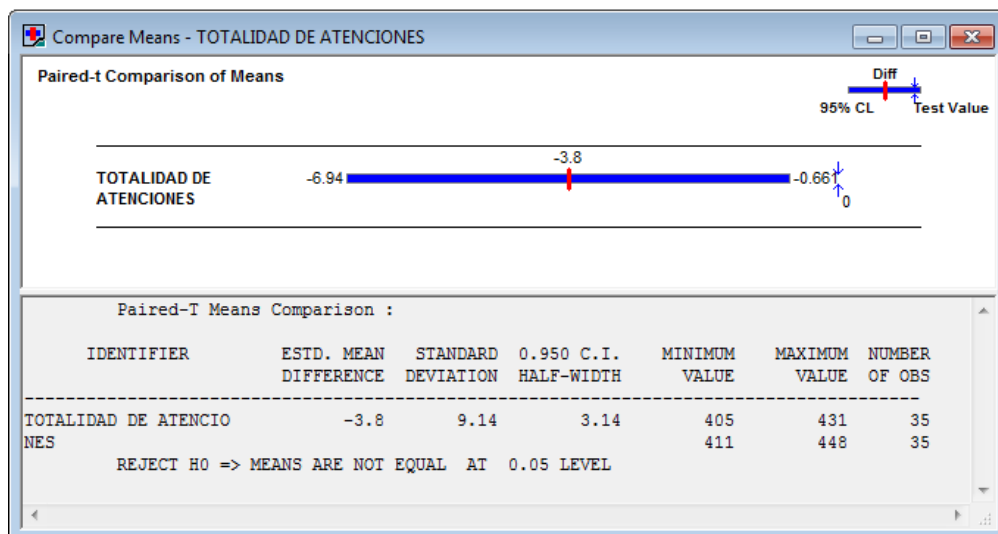 Compare Means - TOTALIDAD DE ATENCIONES
Paired-t Comparison of Means
Diff
95% CL Test Value
-3.8
TOTALIDAD DE ATENCIONES
-6.94
-0.661
0
Paired-T Means Comparison :
IDENTIFIER ESTD. MEAN STANDARD 0.950 C.I. MINIMUM MAXIMUM NUMBER
DIFFERENCE DEVIATION HALF-WIDTH VALUE VALUE OF OBS
TOTALIDAD DE ATENCIO -3.8 9.14 3.14 405 431 35
NES 411 448 35
REJECT H0 => MEANS ARE NOT EQUAL AT 0.05 LEVEL